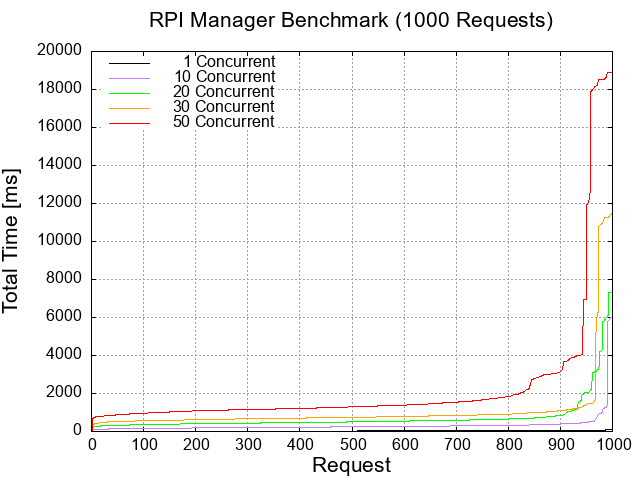 RPI Manager Benchmark (1000 Requests)
20000
18000
16000
14000
12000
10000
8000
6000
4000
2000
0
1 Concurrent
10 Concurrent
20 Concurrent
30 Concurrent
50 Concurrent
Total Time [ms]
0 100 200 300 400 500 600 700 800 900 1000
Request